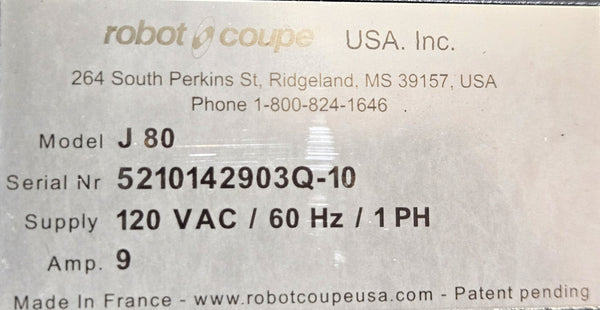 robot coupe USA. Inc.
264 South Perkins St, Ridgeland, MS 39157, USA
Phone 1-800-824-1646
Model J 80
Serial Nr 5210142903Q-10
Supply 120 VAC / 60 Hz / 1 PH
Amp. 9
Made In France - www.robotcoupeusa.com - Patent pending